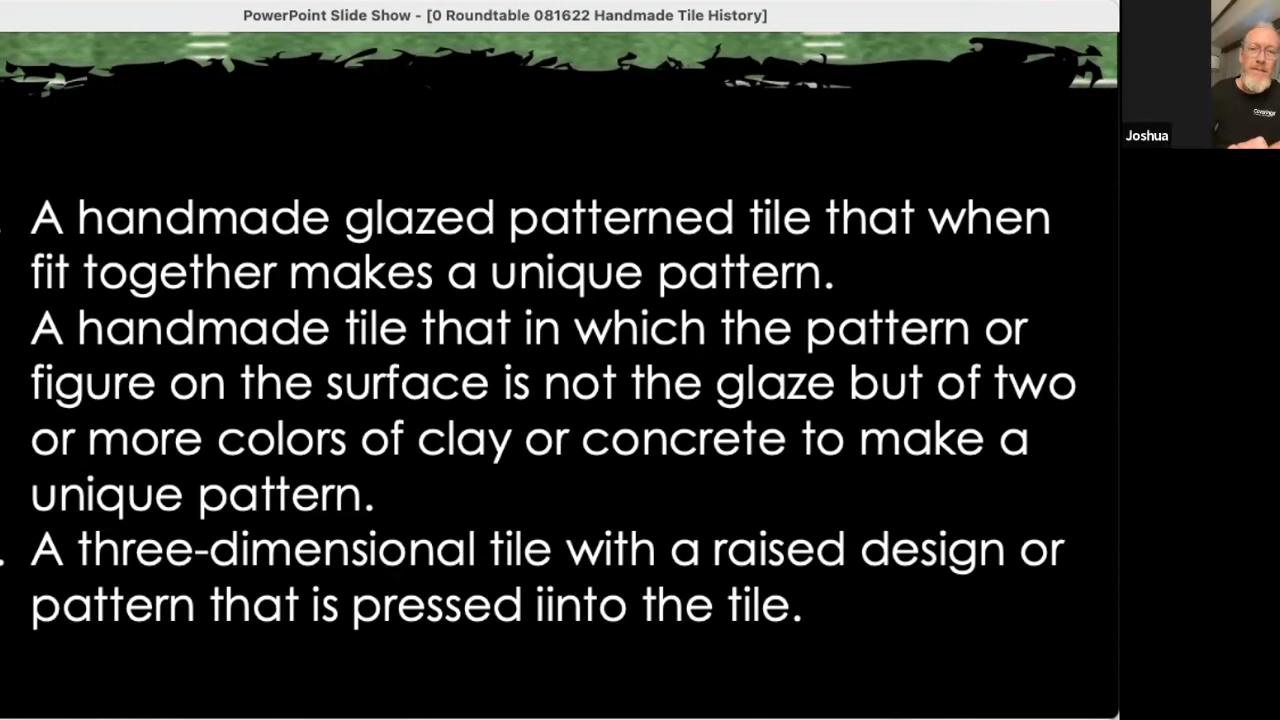 PowerPoint Slide Show - [0 Roundtable 081622 Handmade Tile History]
Joshua
Coverings
A handmade glazed patterned tile that when
fit together makes a unique pattern.
A handmade tile that in which the pattern or
figure on the surface is not the glaze but of two
or more colors of clay or concrete to make a
unique pattern.
. A three-dimensional tile with a raised design or
pattern that is pressed iinto the tile.